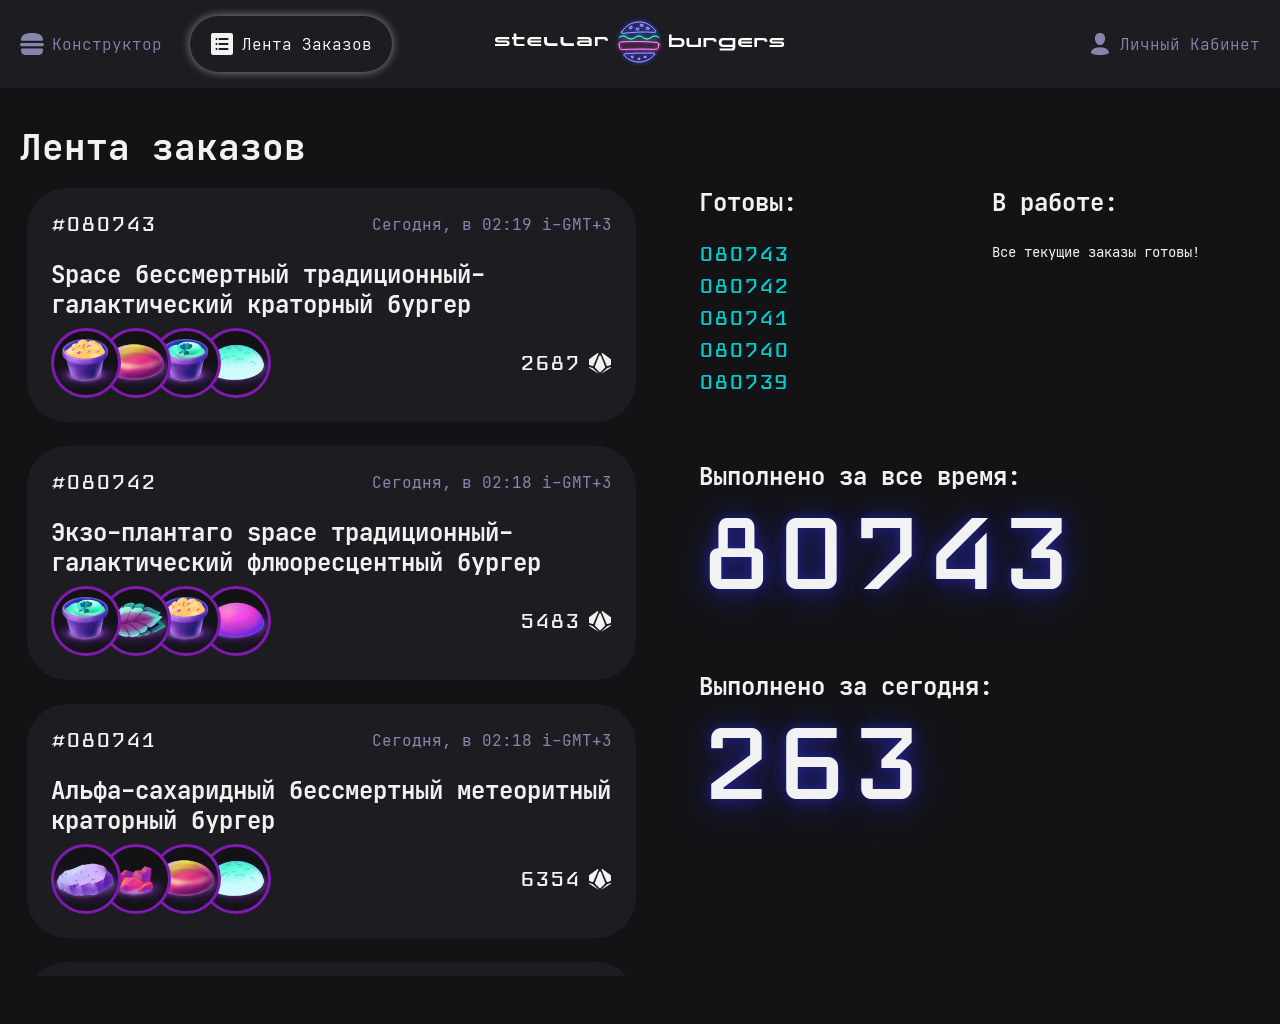 Конструктор
Лента Заказов
stellar burgers
Личный Кабинет
Лента заказов
#080743
Сегодня, в 02:19 i-GMT+3
Space бессмертный традиционный-
галактический краторный бургер
2687
#080742
Сегодня, в 02:18 i-GMT+3
Экзо-плантаго space традиционный-
галактический флюоресцентный бургер
5483
#080741
Сегодня, в 02:18 i-GMT+3
Альфа-сахаридный бессмертный метеоритный
краторный бургер
6354
Готовы:
080743
080742
080741
080740
080739
В работе:
Все текущие заказы готовы!
Выполнено за все время:
80743
Выполнено за сегодня:
263